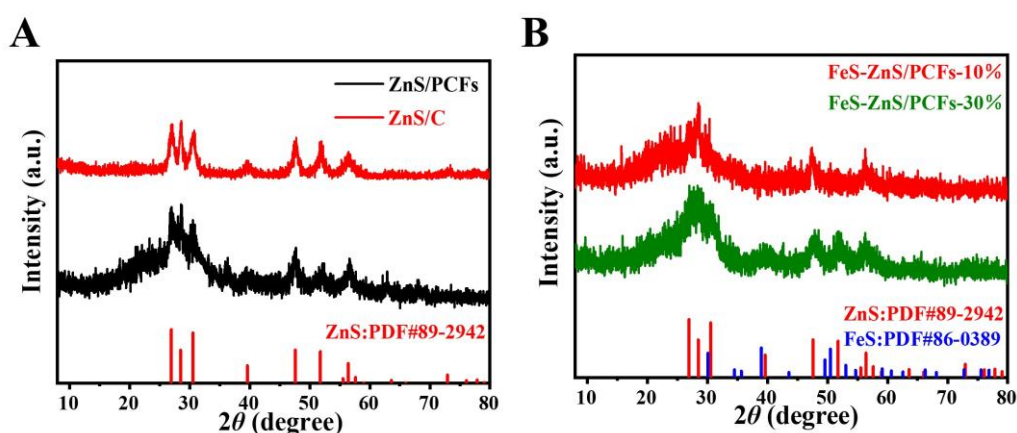 A
ZnS/PCFs
ZnS/C
ZnS:PDF#89-2942
Intensity (a.u.)
10 20 30 40 50 60 70 80
2θ (degree)
B
FeS-ZnS/PCFs-10%
FeS-ZnS/PCFs-30%
ZnS:PDF#89-2942
FeS:PDF#86-0389
Intensity (a.u.)
10 20 30 40 50 60 70 80
2θ (degree)